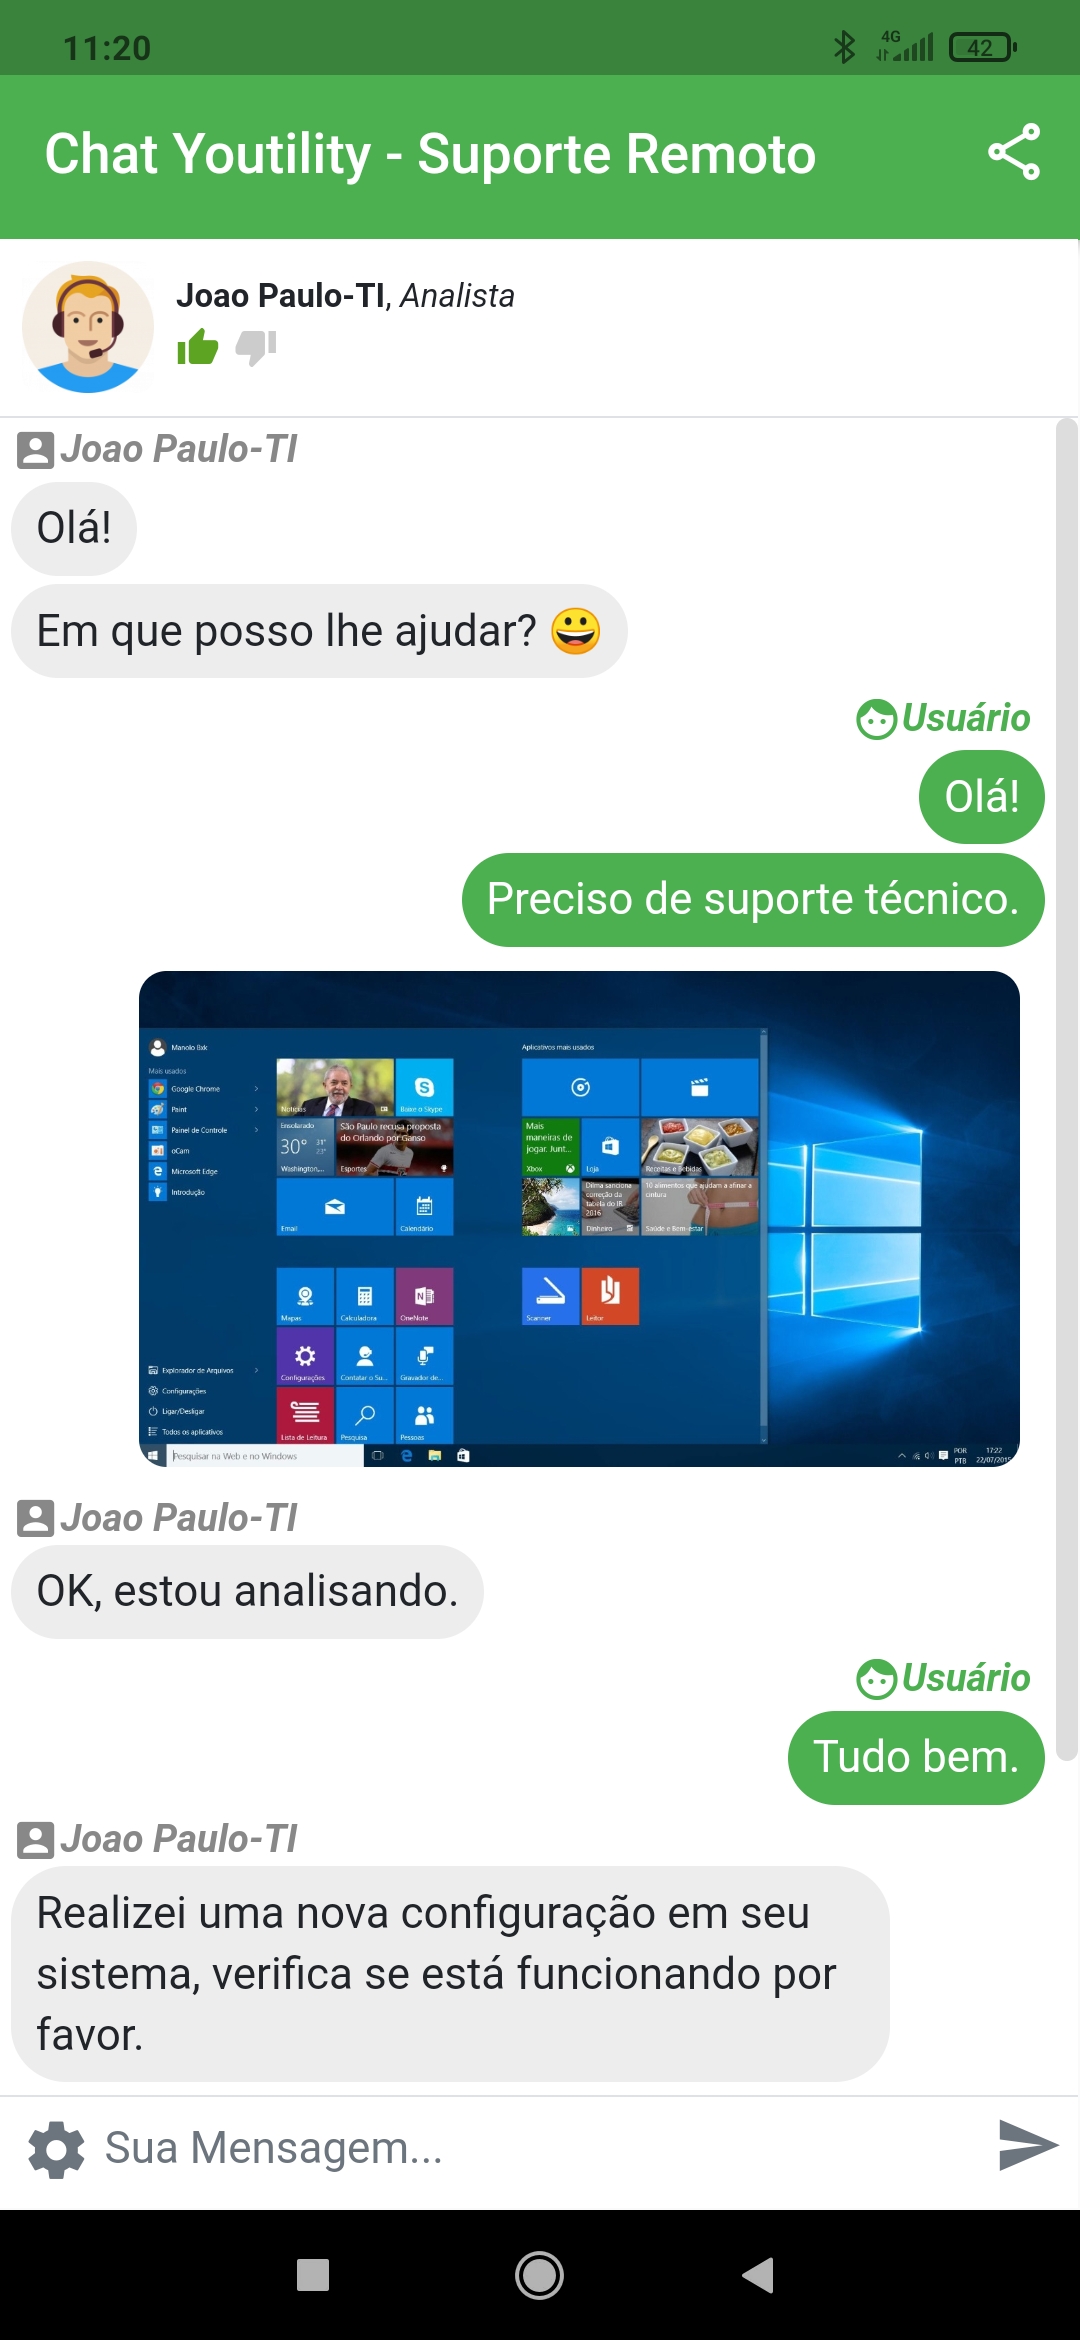 11:20
4G
42
Chat Youtility - Suporte Remoto
Joao Paulo-TI, Analista
Joao Paulo-TI
Olá!
Em que posso lhe ajudar? 😀
Usuário
Olá!
Preciso de suporte técnico.
Manolo Bxk
Mais usados
Google Chrome
Paint
Painel de Controle
oCam
Microsoft Edge
Introdução
Explorador de Arquivos
Configurações
Ligar/Desligar
Todos os aplicativos
Notícias
Baixe o Skype
Ensolarado
30°
31°
23°
Washington,...
São Paulo recusa proposta
do Orlando por Ganso
Esportes
Email
Calendário
Mapas
Calculadora
OneNote
Configurações
Contatar o Su...
Gravador de...
Lista de Leitura
Pesquisa
Pessoas
Aplicativos mais usados
Mais
maneiras de
jogar. Junt...
Xbox
Loja
Receitas e Bebidas
Dilma sanciona
correção da
tabela do IR
2016
Dinheiro
10 alimentos que ajudam a afinar a
cintura
Saúde e Bem-estar
Scanner
Leitor
Pesquisar na Web e no Windows
POR
PTB
17:22
22/07/2015
Joao Paulo-TI
OK, estou analisando.
Usuário
Tudo bem.
Joao Paulo-TI
Realizei uma nova configuração em seu
sistema, verifica se está funcionando por
favor.
Sua Mensagem...